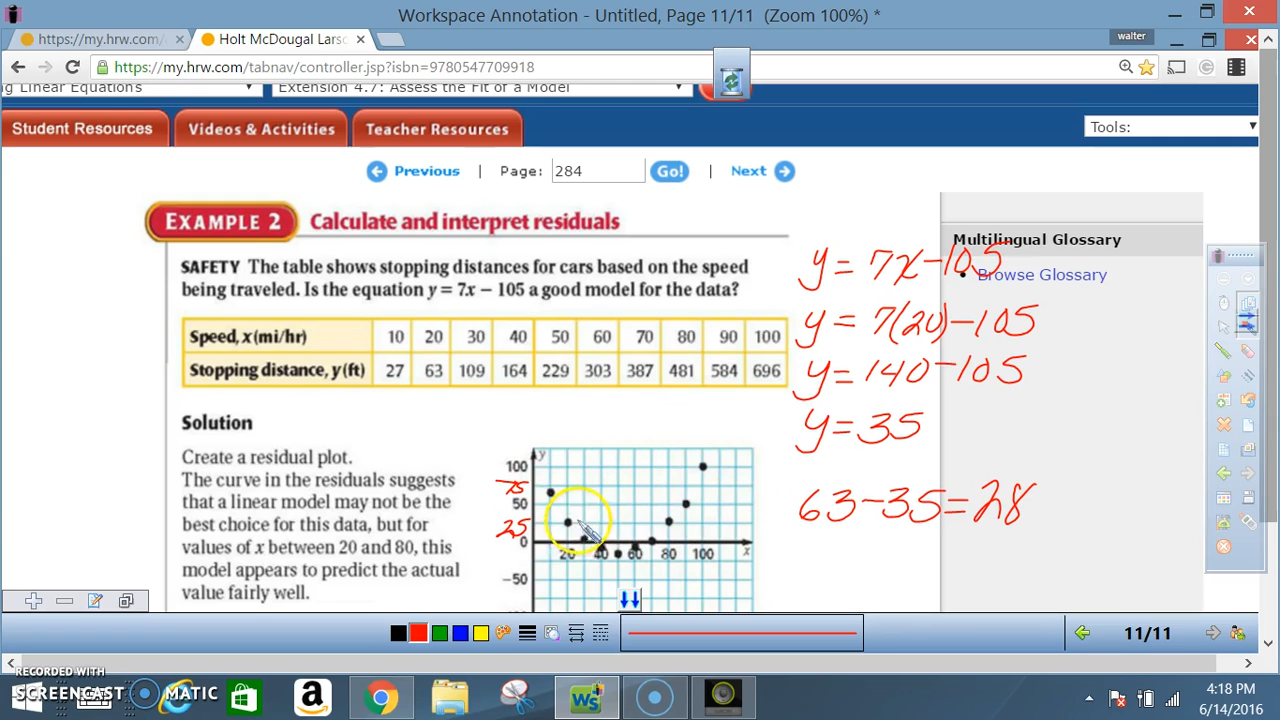 Workspace Annotation - Untitled, Page 11/11 (Zoom 100%) *
https://my.hrw.com/
Holt McDougal Lars
walter
https://my.hrw.com/tabnav/controller.jsp?isbn=9780547709918
ng Linear Equation's
Extension 4.7: Assess the Fit of a Model
Student Resources
Videos & Activities
Teacher Resources
Tools:
Previous | Page: 284 Go! | Next
EXAMPLE 2 Calculate and interpret residuals
SAFETY The table shows stopping distances for cars based on the speed
being traveled. Is the equation y = 7x − 105 a good model for the data?
Speed, x (mi/hr) 10 20 30 40 50 60 70 80 90 100
Stopping distance, y (ft) 27 63 109 164 229 303 387 481 584 696
Solution
Create a residual plot.
The curve in the residuals suggests
that a linear model may not be the
best choice for this data, but for
values of x between 20 and 80, this
model appears to predict the actual
value fairly well.
y
100
75
50
25
0
−50
20 40 60 80 100 x
Multilingual Glossary
Browse Glossary
y = 7x − 105
y = 7(20) − 105
y = 140 − 105
y = 35
63 − 35 = 28
11/11
RECORDED WITH
SCREENCAST MATIC
WS
4:18 PM
6/14/2016